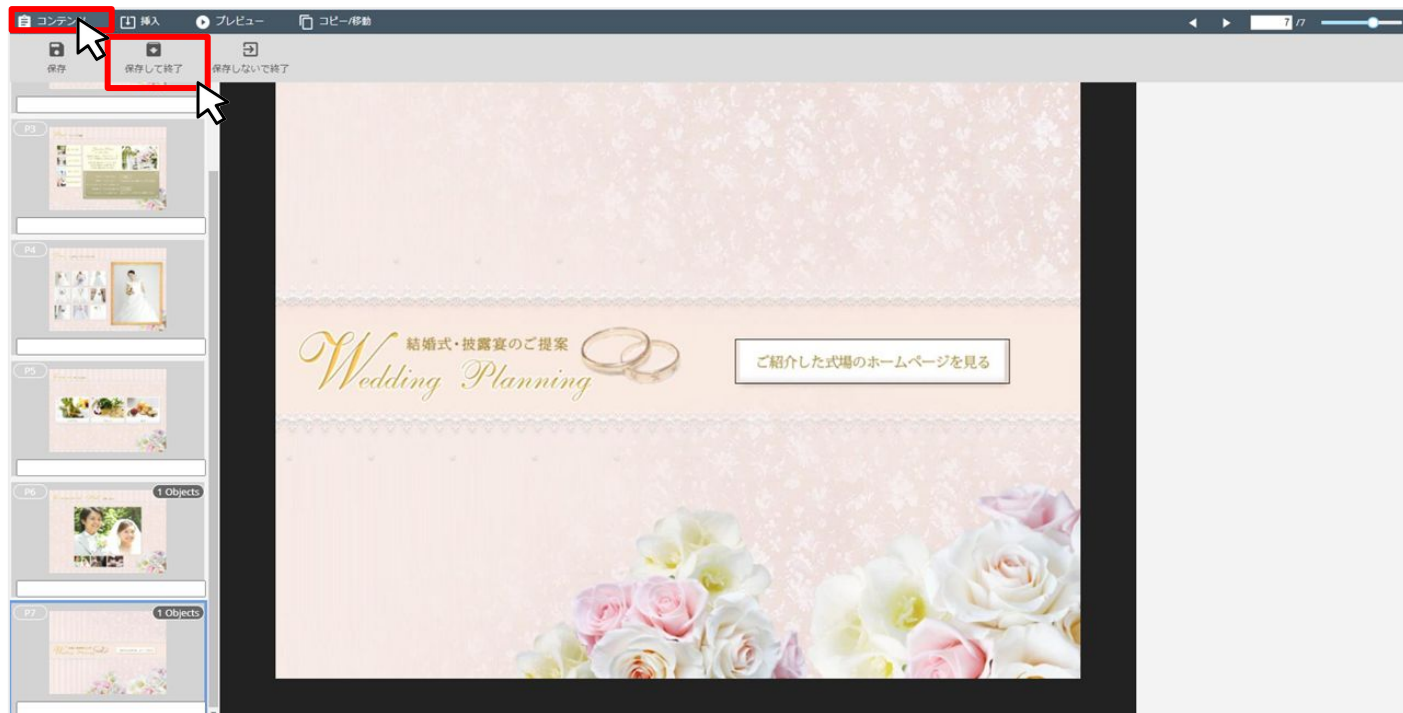 コンテンツ 挿入 プレビュー コピー/移動 7 /7
保存 保存して終了 保存しないで終了
P3
P4
P5
P6 1 Objects
P7 1 Objects
結婚式・披露宴のご提案
Wedding Planning
ご紹介した式場のホームページを見る